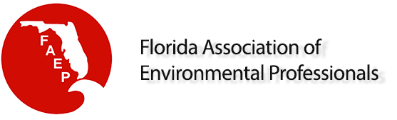 FAEP
Florida Association of
Environmental Professionals